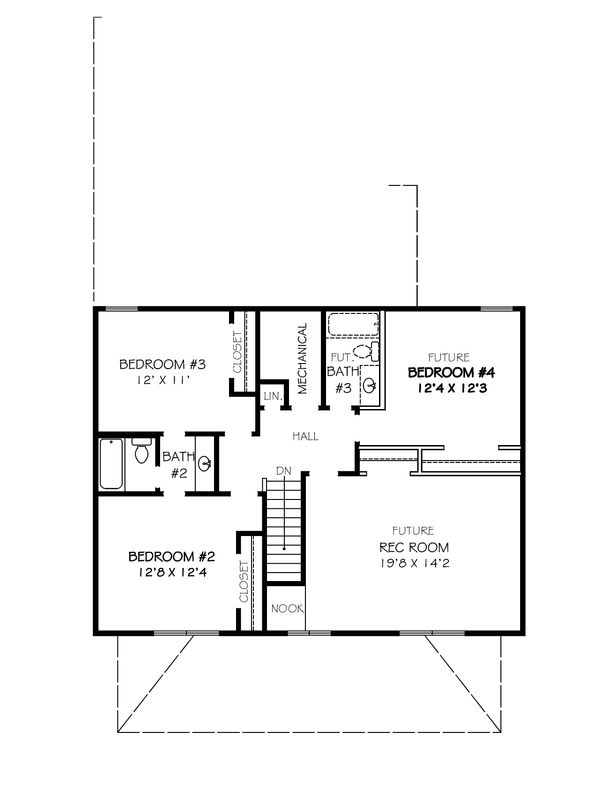 BEDROOM #3
12' X 11'
CLOSET
MECHANICAL
LIN.
FUT.
BATH
#3
FUTURE
BEDROOM #4
12'4 X 12'3
HALL
BATH
#2
DN
BEDROOM #2
12'8 X 12'4
CLOSET
NOOK
FUTURE
REC ROOM
19'8 X 14'2